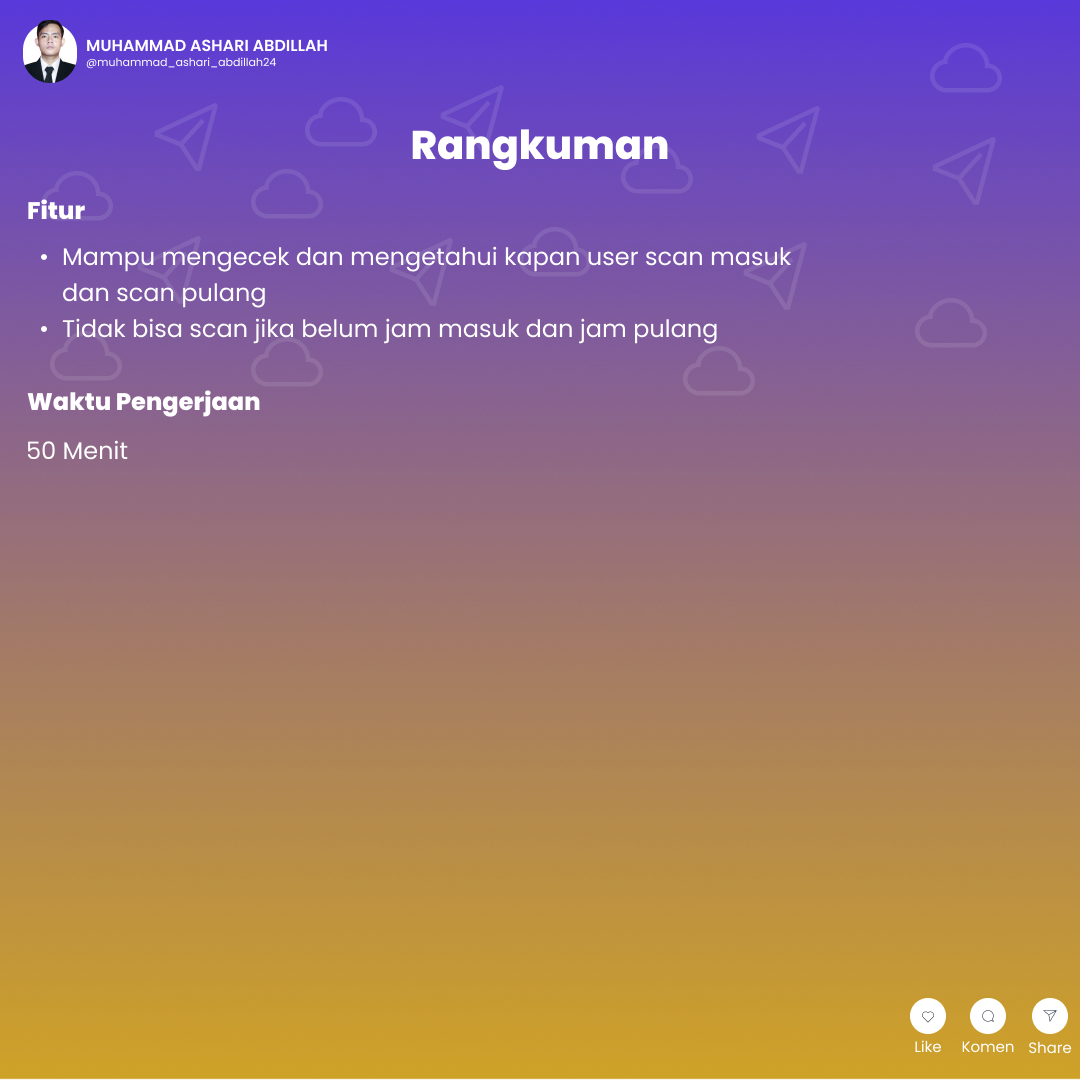 MUHAMMAD ASHARI ABDILLAH
@muhammad_ashari_abdillah24
Rangkuman
Fitur
• Mampu mengecek dan mengetahui kapan user scan masuk
dan scan pulang
• Tidak bisa scan jika belum jam masuk dan jam pulang
Waktu Pengerjaan
50 Menit
Like Komen Share